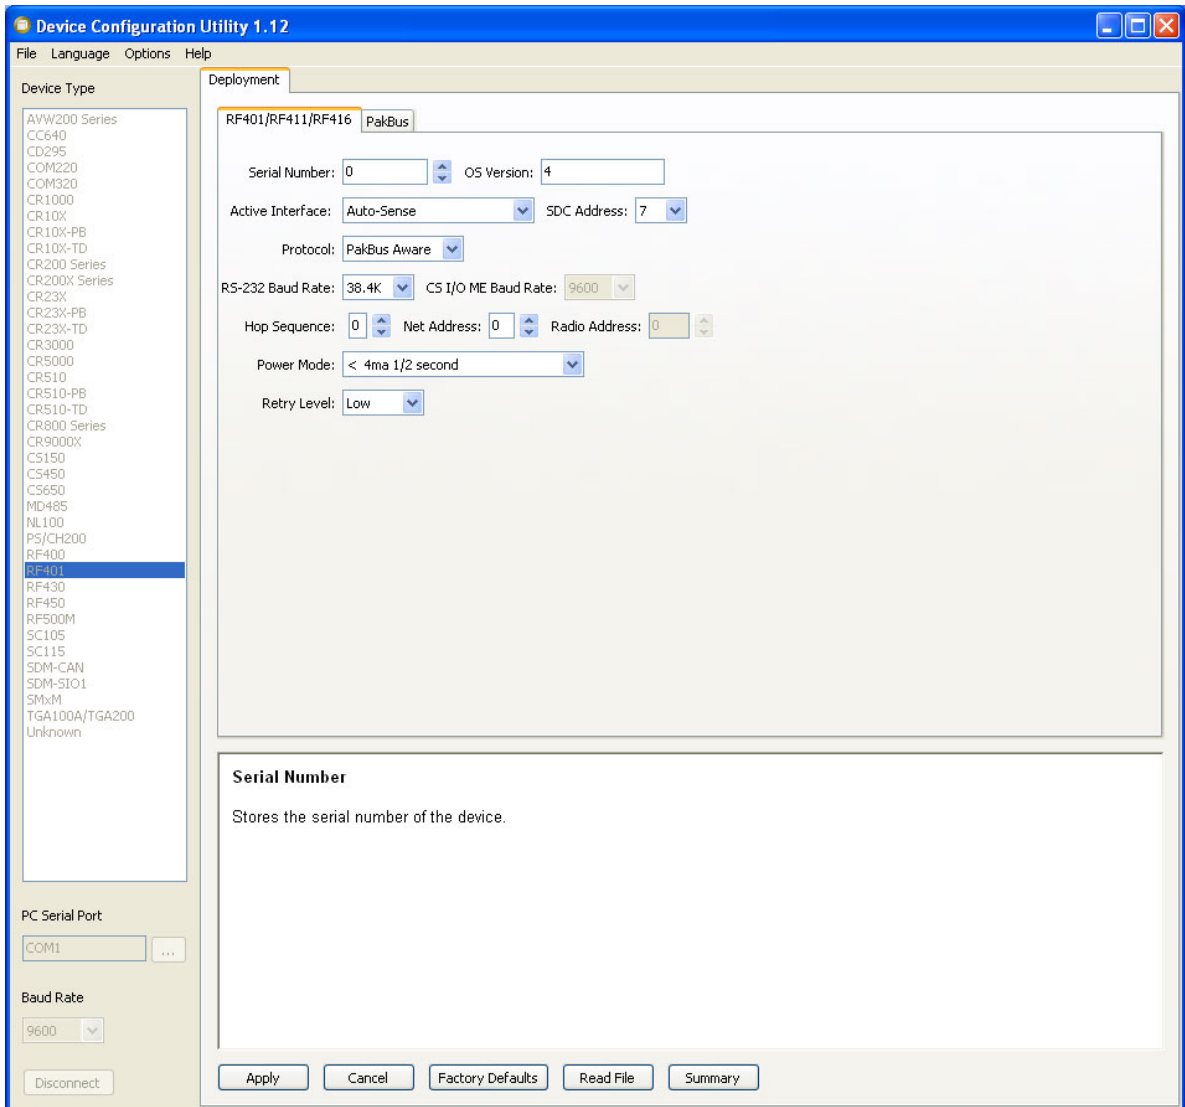 Device Configuration Utility 1.12
File Language Options Help
Device Type
AVW200 Series
CC640
CD295
COM220
COM320
CR1000
CR10X
CR10X-PB
CR10X-TD
CR200 Series
CR200X Series
CR23X
CR23X-PB
CR23X-TD
CR3000
CR5000
CR510
CR510-PB
CR510-TD
CR800 Series
CR9000X
CS150
CS450
CS650
MD485
NL100
PS/CH200
RF400
RF401
RF430
RF450
RF500M
SC105
SC115
SDM-CAN
SDM-SIO1
SMxM
TGA100A/TGA200
Unknown
PC Serial Port
COM1 ...
Baud Rate
9600
Disconnect
Deployment
RF401/RF411/RF416 PakBus
Serial Number: 0 OS Version: 4
Active Interface: Auto-Sense SDC Address: 7
Protocol: PakBus Aware
RS-232 Baud Rate: 38.4K CS I/O ME Baud Rate: 9600
Hop Sequence: 0 Net Address: 0 Radio Address: 0
Power Mode: < 4ma 1/2 second
Retry Level: Low
Serial Number
Stores the serial number of the device.
Apply Cancel Factory Defaults Read File Summary